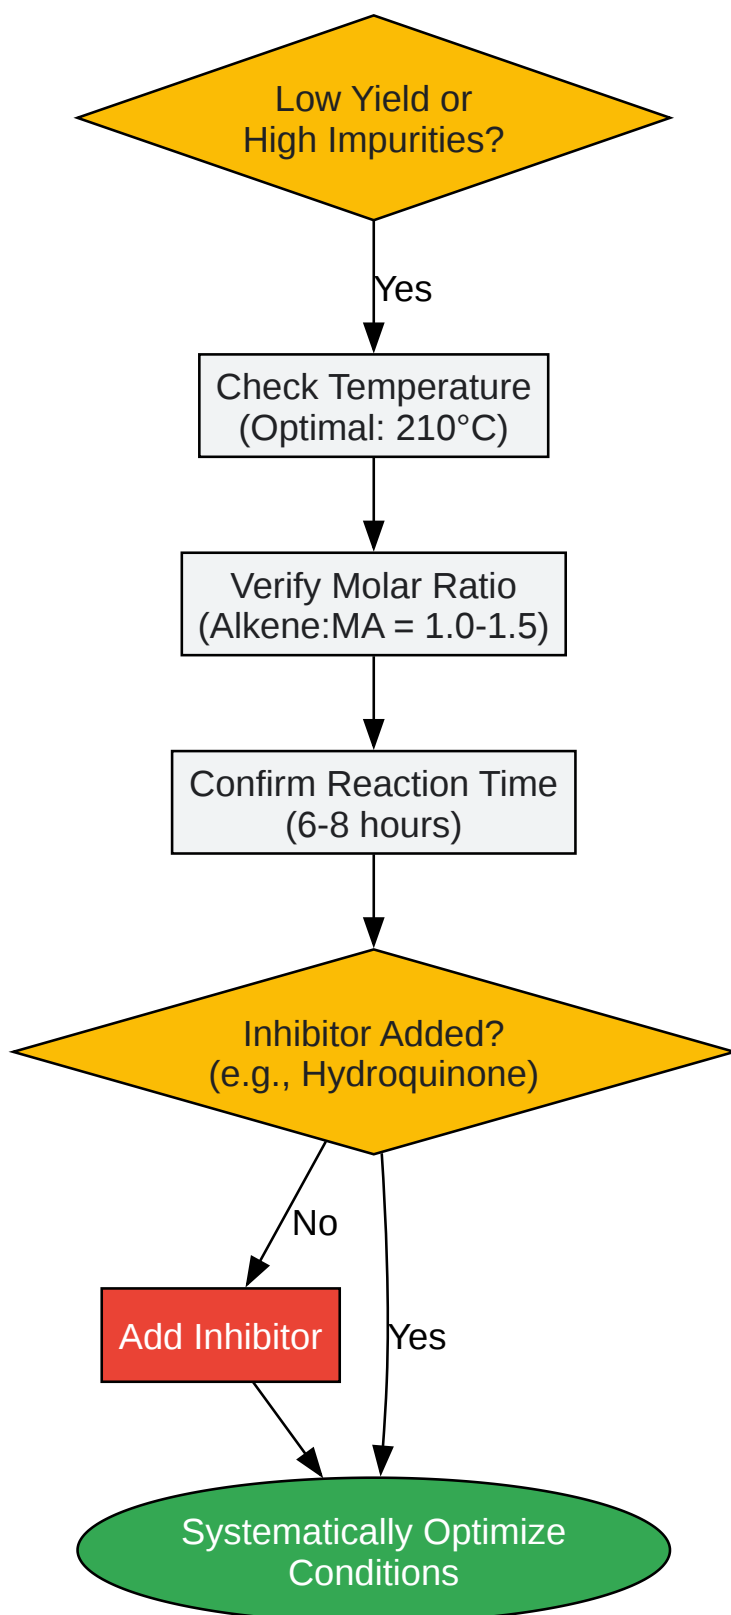 Low Yield or
High Impurities?
Yes
Check Temperature
(Optimal: 210°C)
Verify Molar Ratio
(Alkene:MA = 1.0-1.5)
Confirm Reaction Time
(6-8 hours)
Inhibitor Added?
(e.g., Hydroquinone)
No
Add Inhibitor
Yes
Systematically Optimize
Conditions